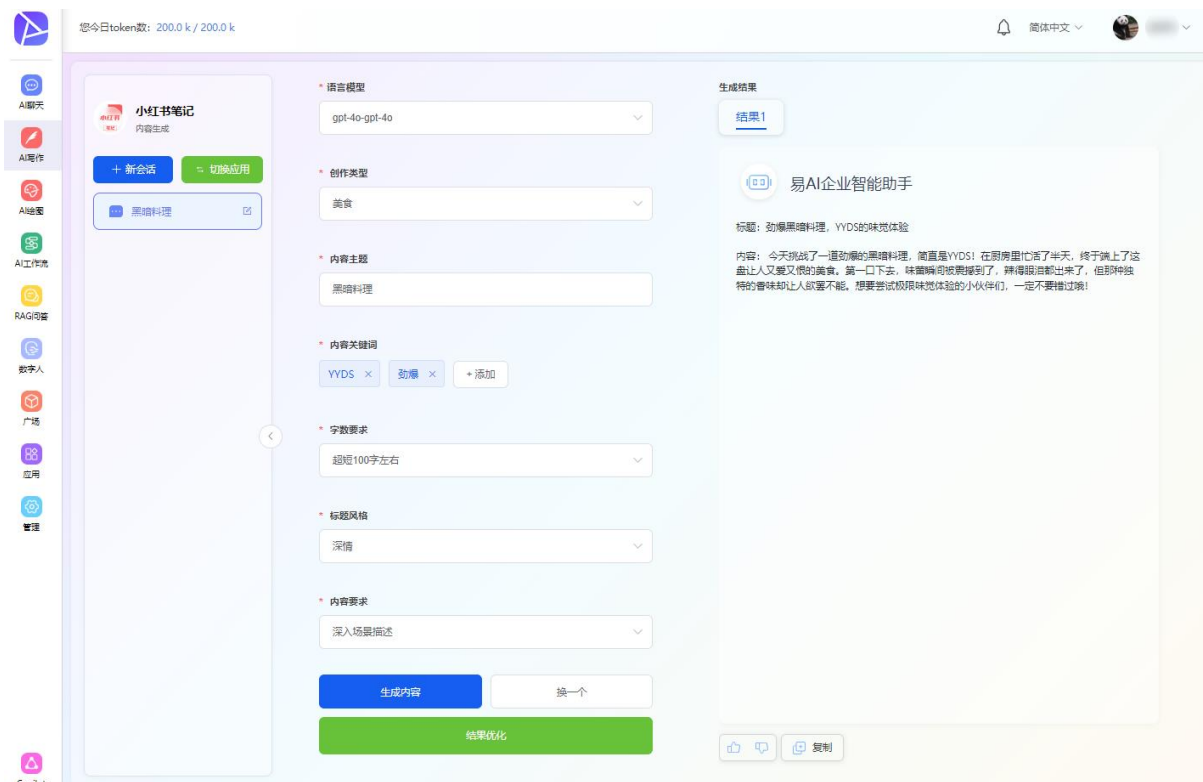 您今日token数：200.0 k / 200.0 k
简体中文
AI聊天
AI写作
AI绘图
AI工作流
RAG问答
数字人
广场
应用
管理
小红书笔记
内容生成
+ 新会话
切换应用
黑暗料理
* 语言模型
gpt-4o-gpt-4o
* 创作类型
美食
* 内容主题
黑暗料理
* 内容关键词
YYDS ×
劲爆 ×
+ 添加
* 字数要求
超短100字左右
* 标题风格
深情
* 内容要求
深入场景描述
生成内容
换一个
结果优化
生成结果
结果1
易AI企业智能助手
标题：劲爆黑暗料理，YYDS的味觉体验
内容： 今天挑战了一道劲爆的黑暗料理，简直是YYDS！在厨房里忙活了半天，终于端上了这
盘让人又爱又恨的美食。第一口下去，味蕾瞬间被震撼到了，辣得眼泪都出来了，但那种独
特的香味却让人欲罢不能。想要尝试极限味觉体验的小伙伴们，一定不要错过哦！
复制